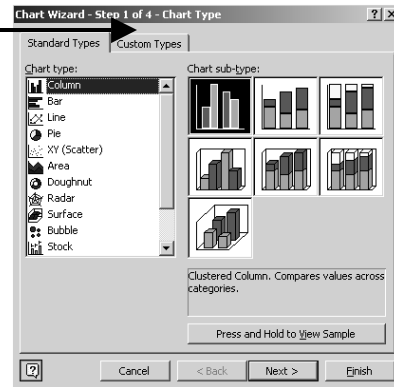 Chart Wizard - Step 1 of 4 - Chart Type
Standard Types
Custom Types
Chart type:
Column
Bar
Line
Pie
XY (Scatter)
Area
Doughnut
Radar
Surface
Bubble
Stock
Chart sub-type:
Clustered Column. Compares values across
categories.
Press and Hold to View Sample
Cancel
< Back
Next >
Finish